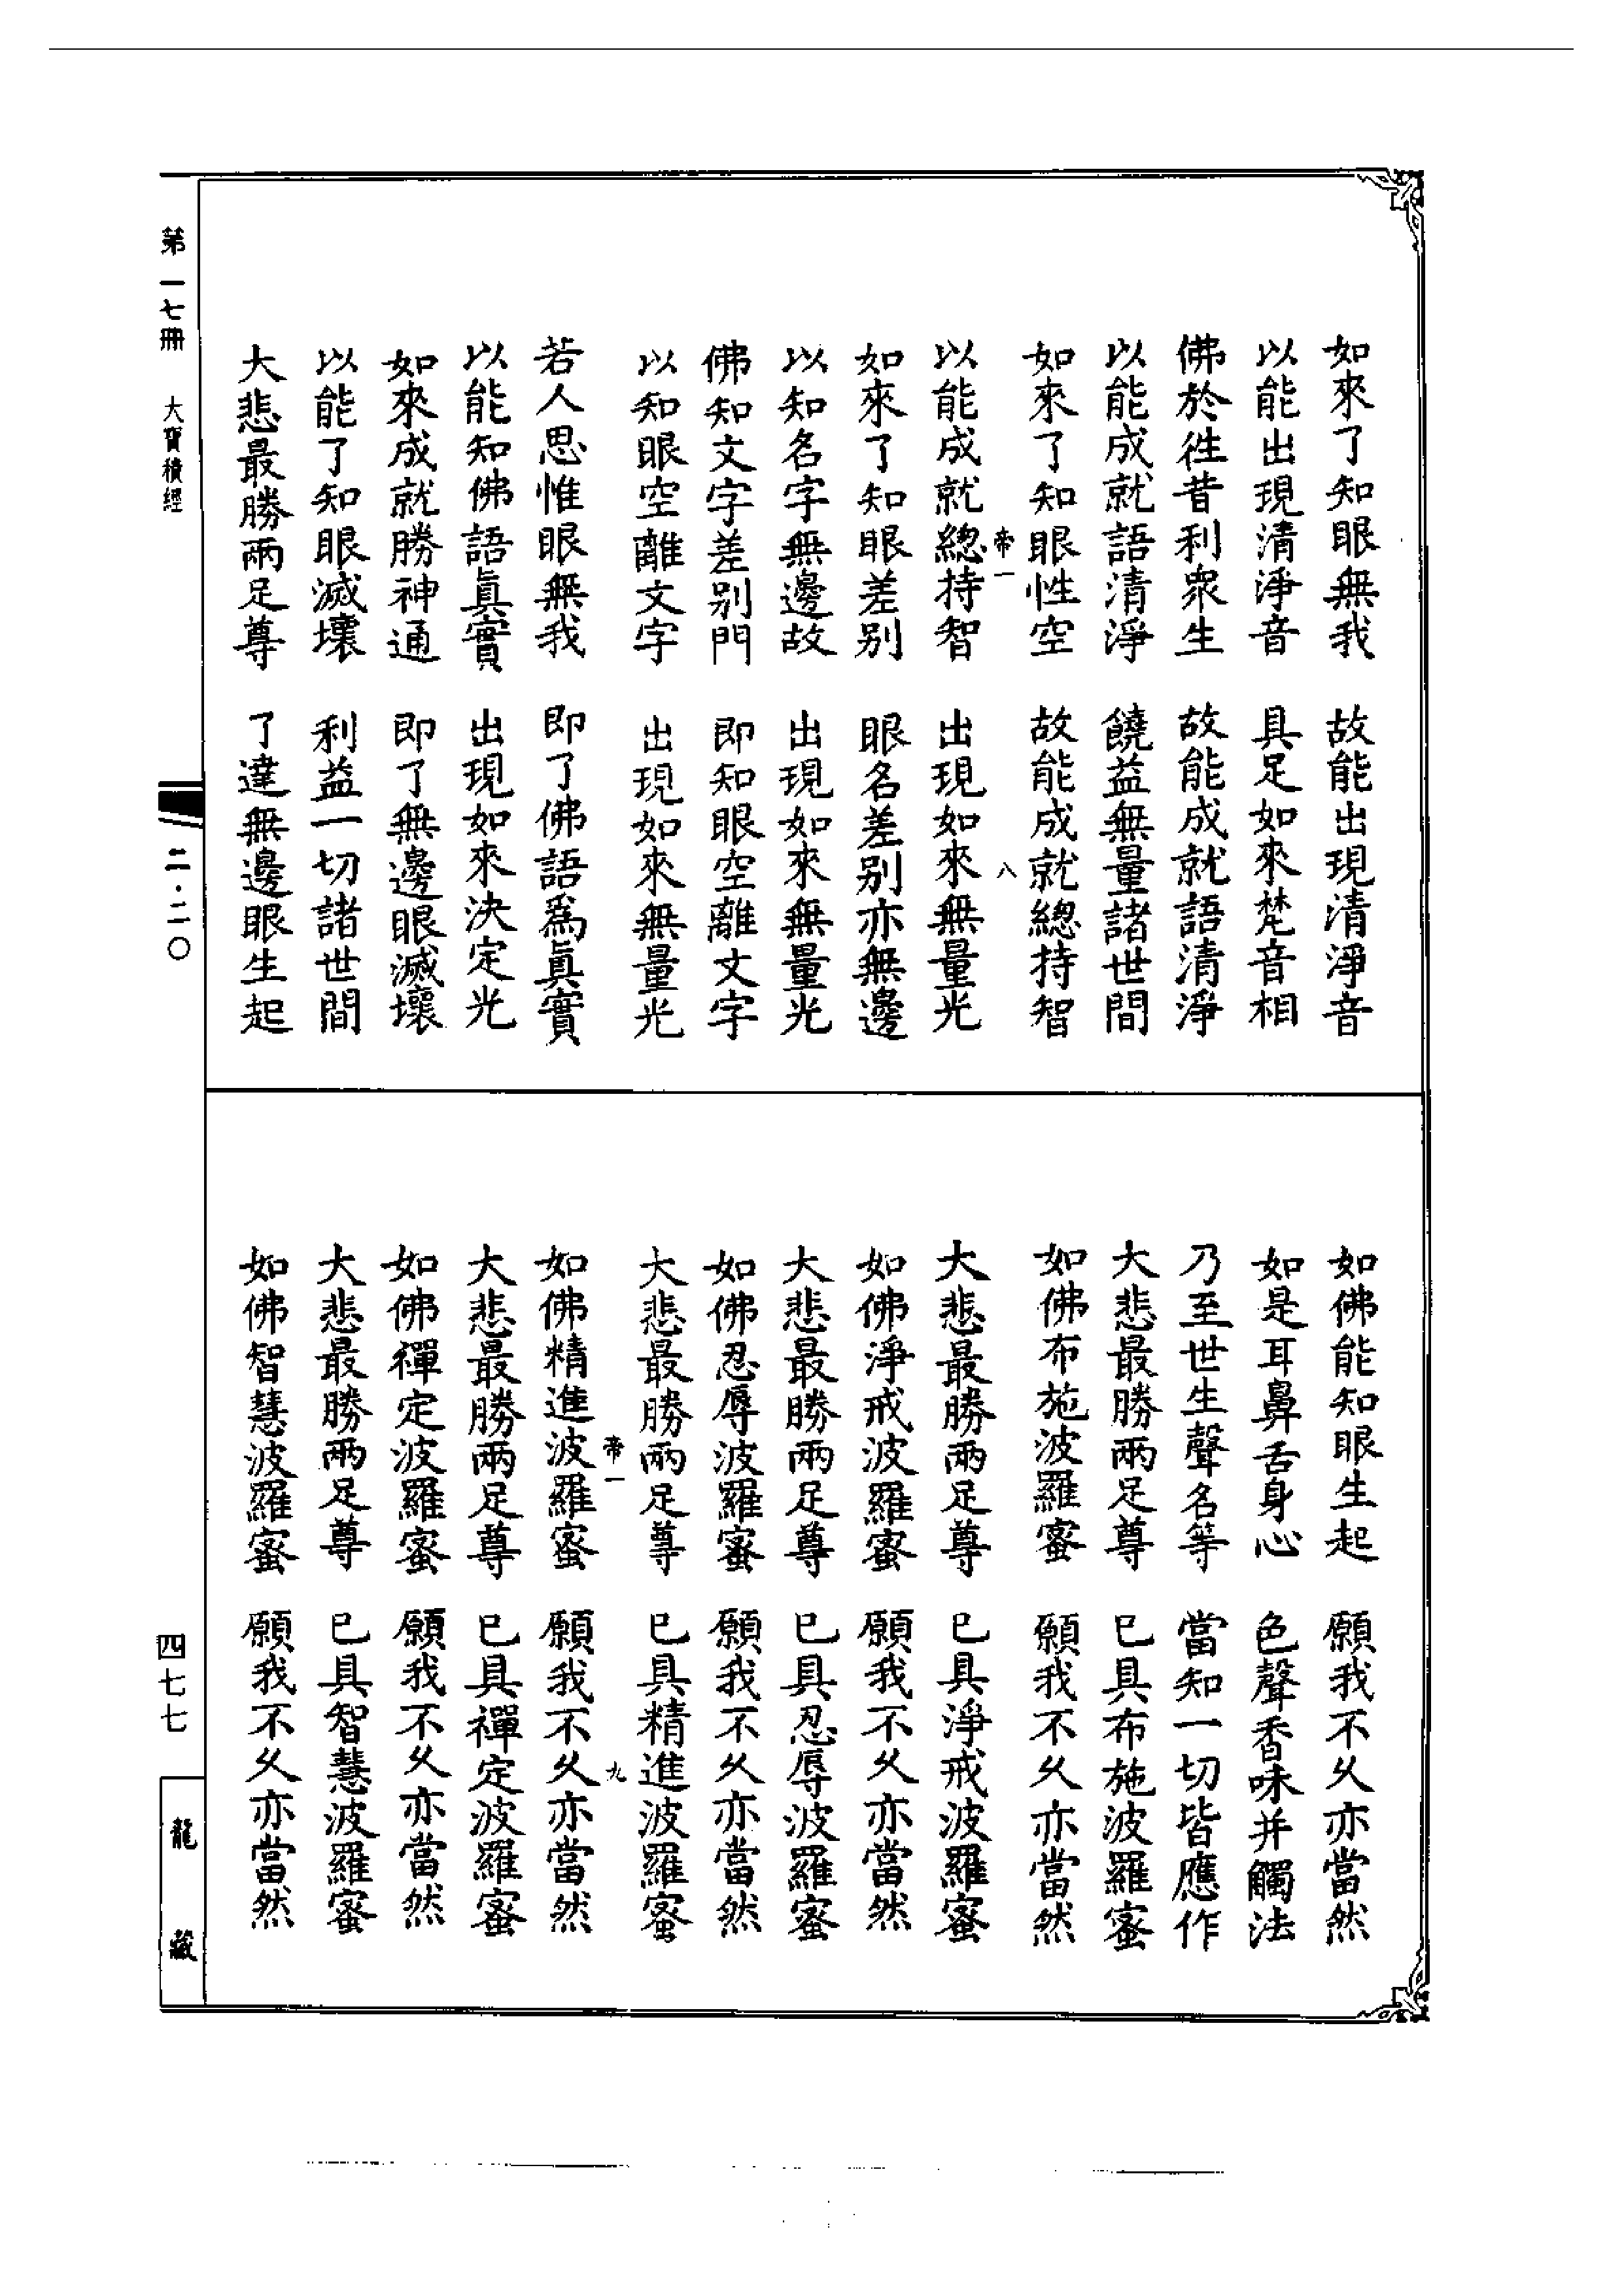 如來了知眼無我　故能出現清淨音
以能出現清淨音　具足如來梵音相
佛於徃昔利衆生　故能成就語清淨
以能成就語清淨　饒益無量諸世間
如來了知眼性空　故能成就總持智
帝一　八
以能成就總持智　出現如來無量光
如來了知眼差別　眼名差別亦無邊
以知名字無邊故　出現如來無量光
佛知文字差別門　即知眼空離文字
以知眼空離文字　出現如來無量光
若人思惟眼無我　即了佛語爲眞實
以能知佛語眞實　出現如來決定光
如來成就勝神通　即了無邊眼滅壞
以能了知眼滅壞　利益一切諸世間
大悲最勝兩足尊　了達無邊眼生起
如佛能知眼生起　願我不久亦當然
如是耳鼻舌身心　色聲香味并觸法
乃至世生聲名等　當知一切皆應作
大悲最勝兩足尊　已具布施波羅蜜
如佛布施波羅蜜　願我不久亦當然
大悲最勝兩足尊　已具淨戒波羅蜜
如佛淨戒波羅蜜　願我不久亦當然
大悲最勝兩足尊　已具忍辱波羅蜜
如佛忍辱波羅蜜　願我不久亦當然
大悲最勝兩足尊　已具精進波羅蜜
帝一　九
如佛精進波羅蜜　願我不久亦當然
大悲最勝兩足尊　已具禪定波羅蜜
如佛禪定波羅蜜　願我不久亦當然
大悲最勝兩足尊　已具智慧波羅蜜
如佛智慧波羅蜜　願我不久亦當然
第一七冊　大寶積經　二·二〇　四七七　龍藏